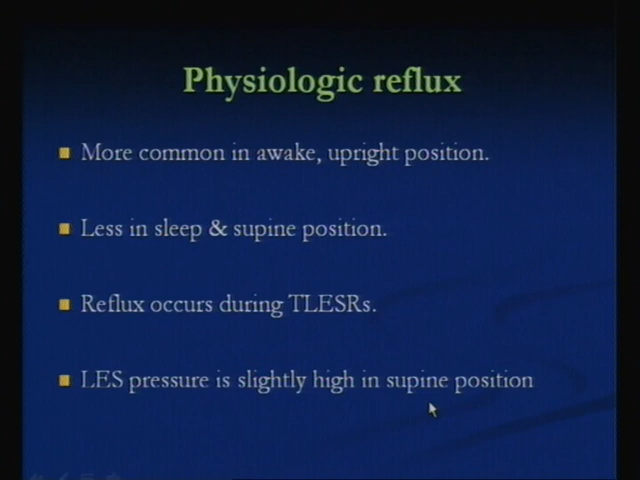 Physiologic reflux
More common in awake, upright position.
Less in sleep & supine position.
Reflux occurs during TLESRs.
LES pressure is slightly high in supine position